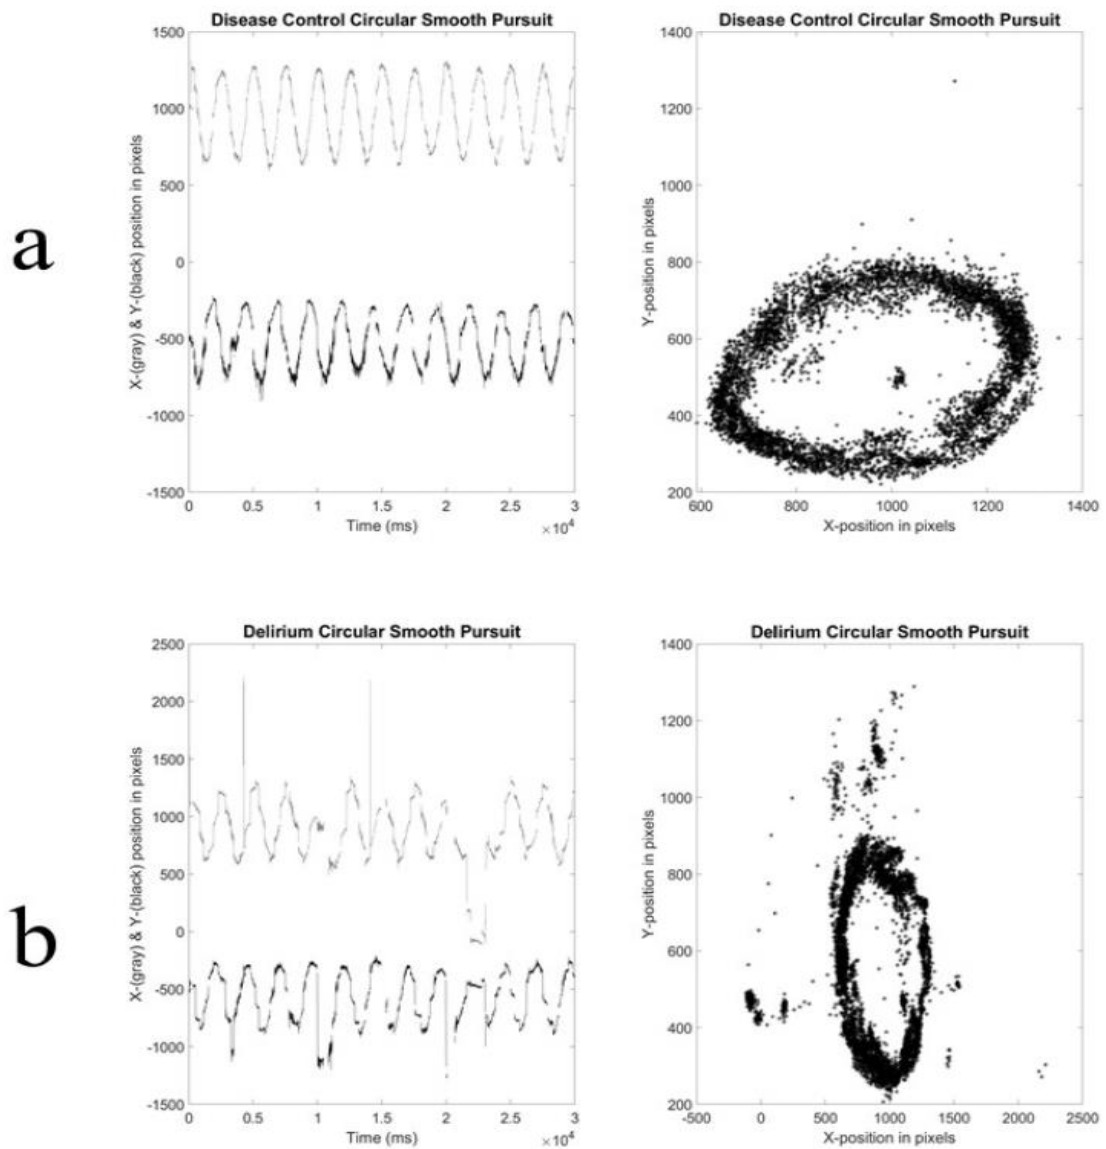 a
Disease Control Circular Smooth Pursuit
X-(gray) & Y-(black) position in pixels
1500
1000
500
0
-500
-1000
-1500
0 0.5 1 1.5 2 2.5 3
Time (ms) ×10⁴
Disease Control Circular Smooth Pursuit
Y-position in pixels
1400
1200
1000
800
600
400
200
600 800 1000 1200 1400
X-position in pixels
b
Delirium Circular Smooth Pursuit
X-(gray) & Y-(black) position in pixels
2500
2000
1500
1000
500
0
-500
-1000
-1500
0 0.5 1 1.5 2 2.5 3
Time (ms) ×10⁴
Delirium Circular Smooth Pursuit
Y-position in pixels
1400
1200
1000
800
600
400
200
-500 0 500 1000 1500 2000 2500
X-position in pixels